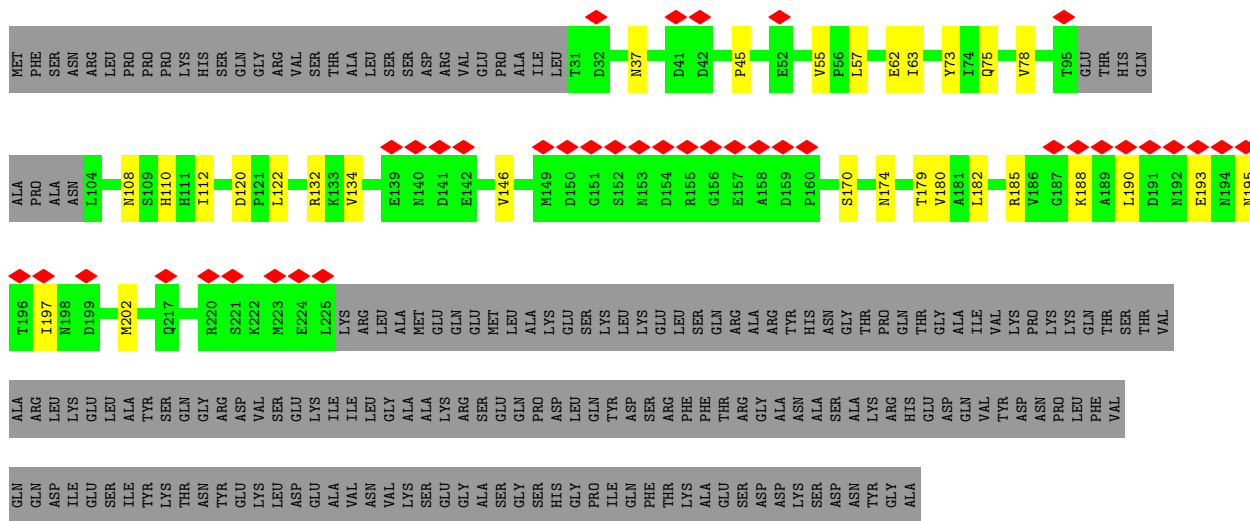 MET PHE SER ASN ARG LEU PRO PRO PRO LYS HIS SER GLN GLY ARG VAL SER THR ALA LEU SER SER ASP ARG VAL GLU PRO ALA ILE LEU T31 D32 N37 D41 D42 P45 E52 V55 P56 L57 E62 I63 Y73 I74 Q75 V78 T95 GLU THR HIS GLN
ALA PRO ALA ASN L104 N108 S109 H110 H111 I112 D120 P121 L122 R132 K133 V134 E139 N140 D141 E142 V146 M149 D150 G151 S152 N153 D154 R155 G156 E157 A158 D159 P160 S170 N174 T179 V180 A181 L182 R185 V186 G187 K188 A189 L190 D191 N192 E193 N194 N195
T196 I197 N198 D199 M202 Q217 R220 S221 K222 M223 E224 L225 LYS ARG LEU ALA MET GLU GLN GLU MET LEU ALA LYS GLU SER LYS LEU LYS GLU LEU SER GLN ARG ALA ARG TYR HIS ASN GLY THR PRO GLN THR GLY ALA ILE VAL LYS PRO LYS LYS GLN THR SER THR VAL
ALA ARG LEU LYS GLU LEU ALA TYR SER GLN GLY ARG ASP VAL SER GLU LYS ILE ILE LEU GLY ALA ALA LYS ARG SER GLU GLN PRO ASP LEU GLN TYR ASP SER ARG PHE PHE THR ARG GLY ALA ASN ALA SER ALA LYS ARG HIS GLU ASP GLN VAL TYR ASP ASN PRO LEU PHE VAL
GLN GLN ASP ILE GLU SER ILE TYR LYS THR ASN TYR GLU LYS LEU ASP GLU ALA VAL ASN VAL LYS SER GLU GLY ALA SER GLY SER HIS GLY PRO ILE GLN PHE THR LYS ALA GLU SER ASP ASP LYS SER ASP ASN TYR GLY ALA